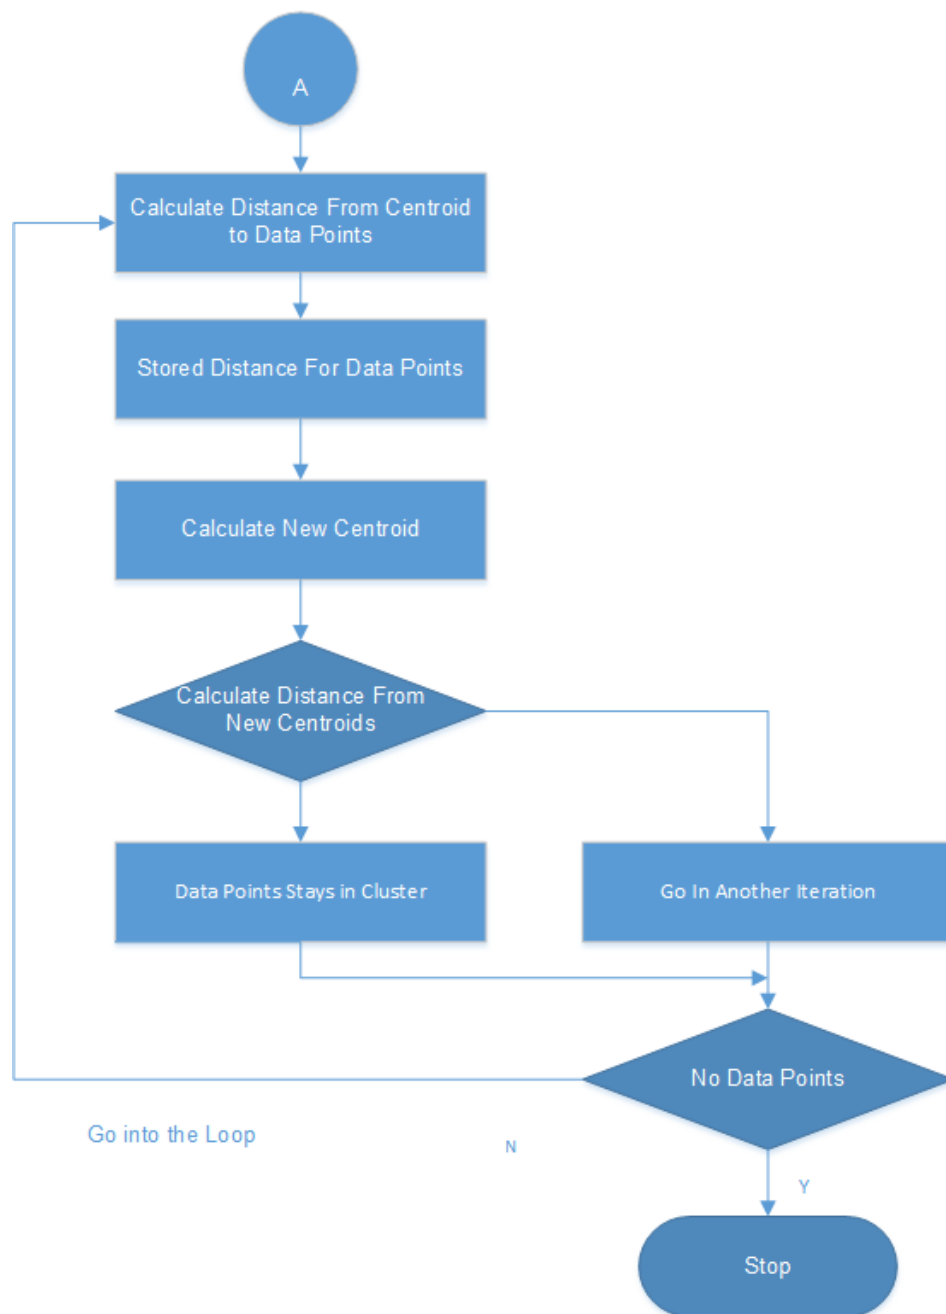 A
Calculate Distance From Centroid
to Data Points
Stored Distance For Data Points
Calculate New Centroid
Calculate Distance From
New Centroids
Data Points Stays in Cluster
Go In Another Iteration
No Data Points
Go into the Loop
N
Y
Stop